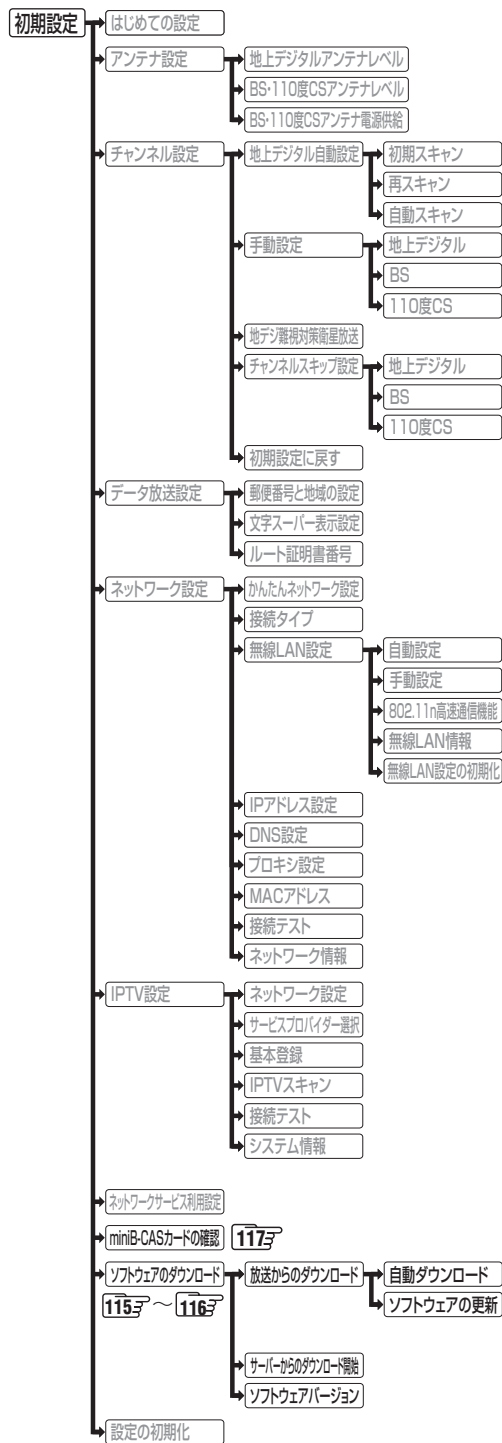 初期設定
はじめての設定
アンテナ設定
地上デジタルアンテナレベル
BS・110度CSアンテナレベル
BS・110度CSアンテナ電源供給
チャンネル設定
地上デジタル自動設定
初期スキャン
再スキャン
自動スキャン
手動設定
地上デジタル
BS
110度CS
地デジ難視対策衛星放送
チャンネルスキップ設定
地上デジタル
BS
110度CS
初期設定に戻す
データ放送設定
郵便番号と地域の設定
文字スーパー表示設定
ルート証明書番号
ネットワーク設定
かんたんネットワーク設定
接続タイプ
無線LAN設定
自動設定
手動設定
802.11n高速通信機能
無線LAN情報
無線LAN設定の初期化
IPアドレス設定
DNS設定
プロキシ設定
MACアドレス
接続テスト
ネットワーク情報
IPTV設定
ネットワーク設定
サービスプロバイダー選択
基本登録
IPTVスキャン
接続テスト
システム情報
ネットワークサービス利用設定
miniB-CASカードの確認 117
ソフトウェアのダウンロード
放送からのダウンロード
自動ダウンロード
115 ～ 116
ソフトウェアの更新
サーバーからのダウンロード開始
ソフトウェアバージョン
設定の初期化